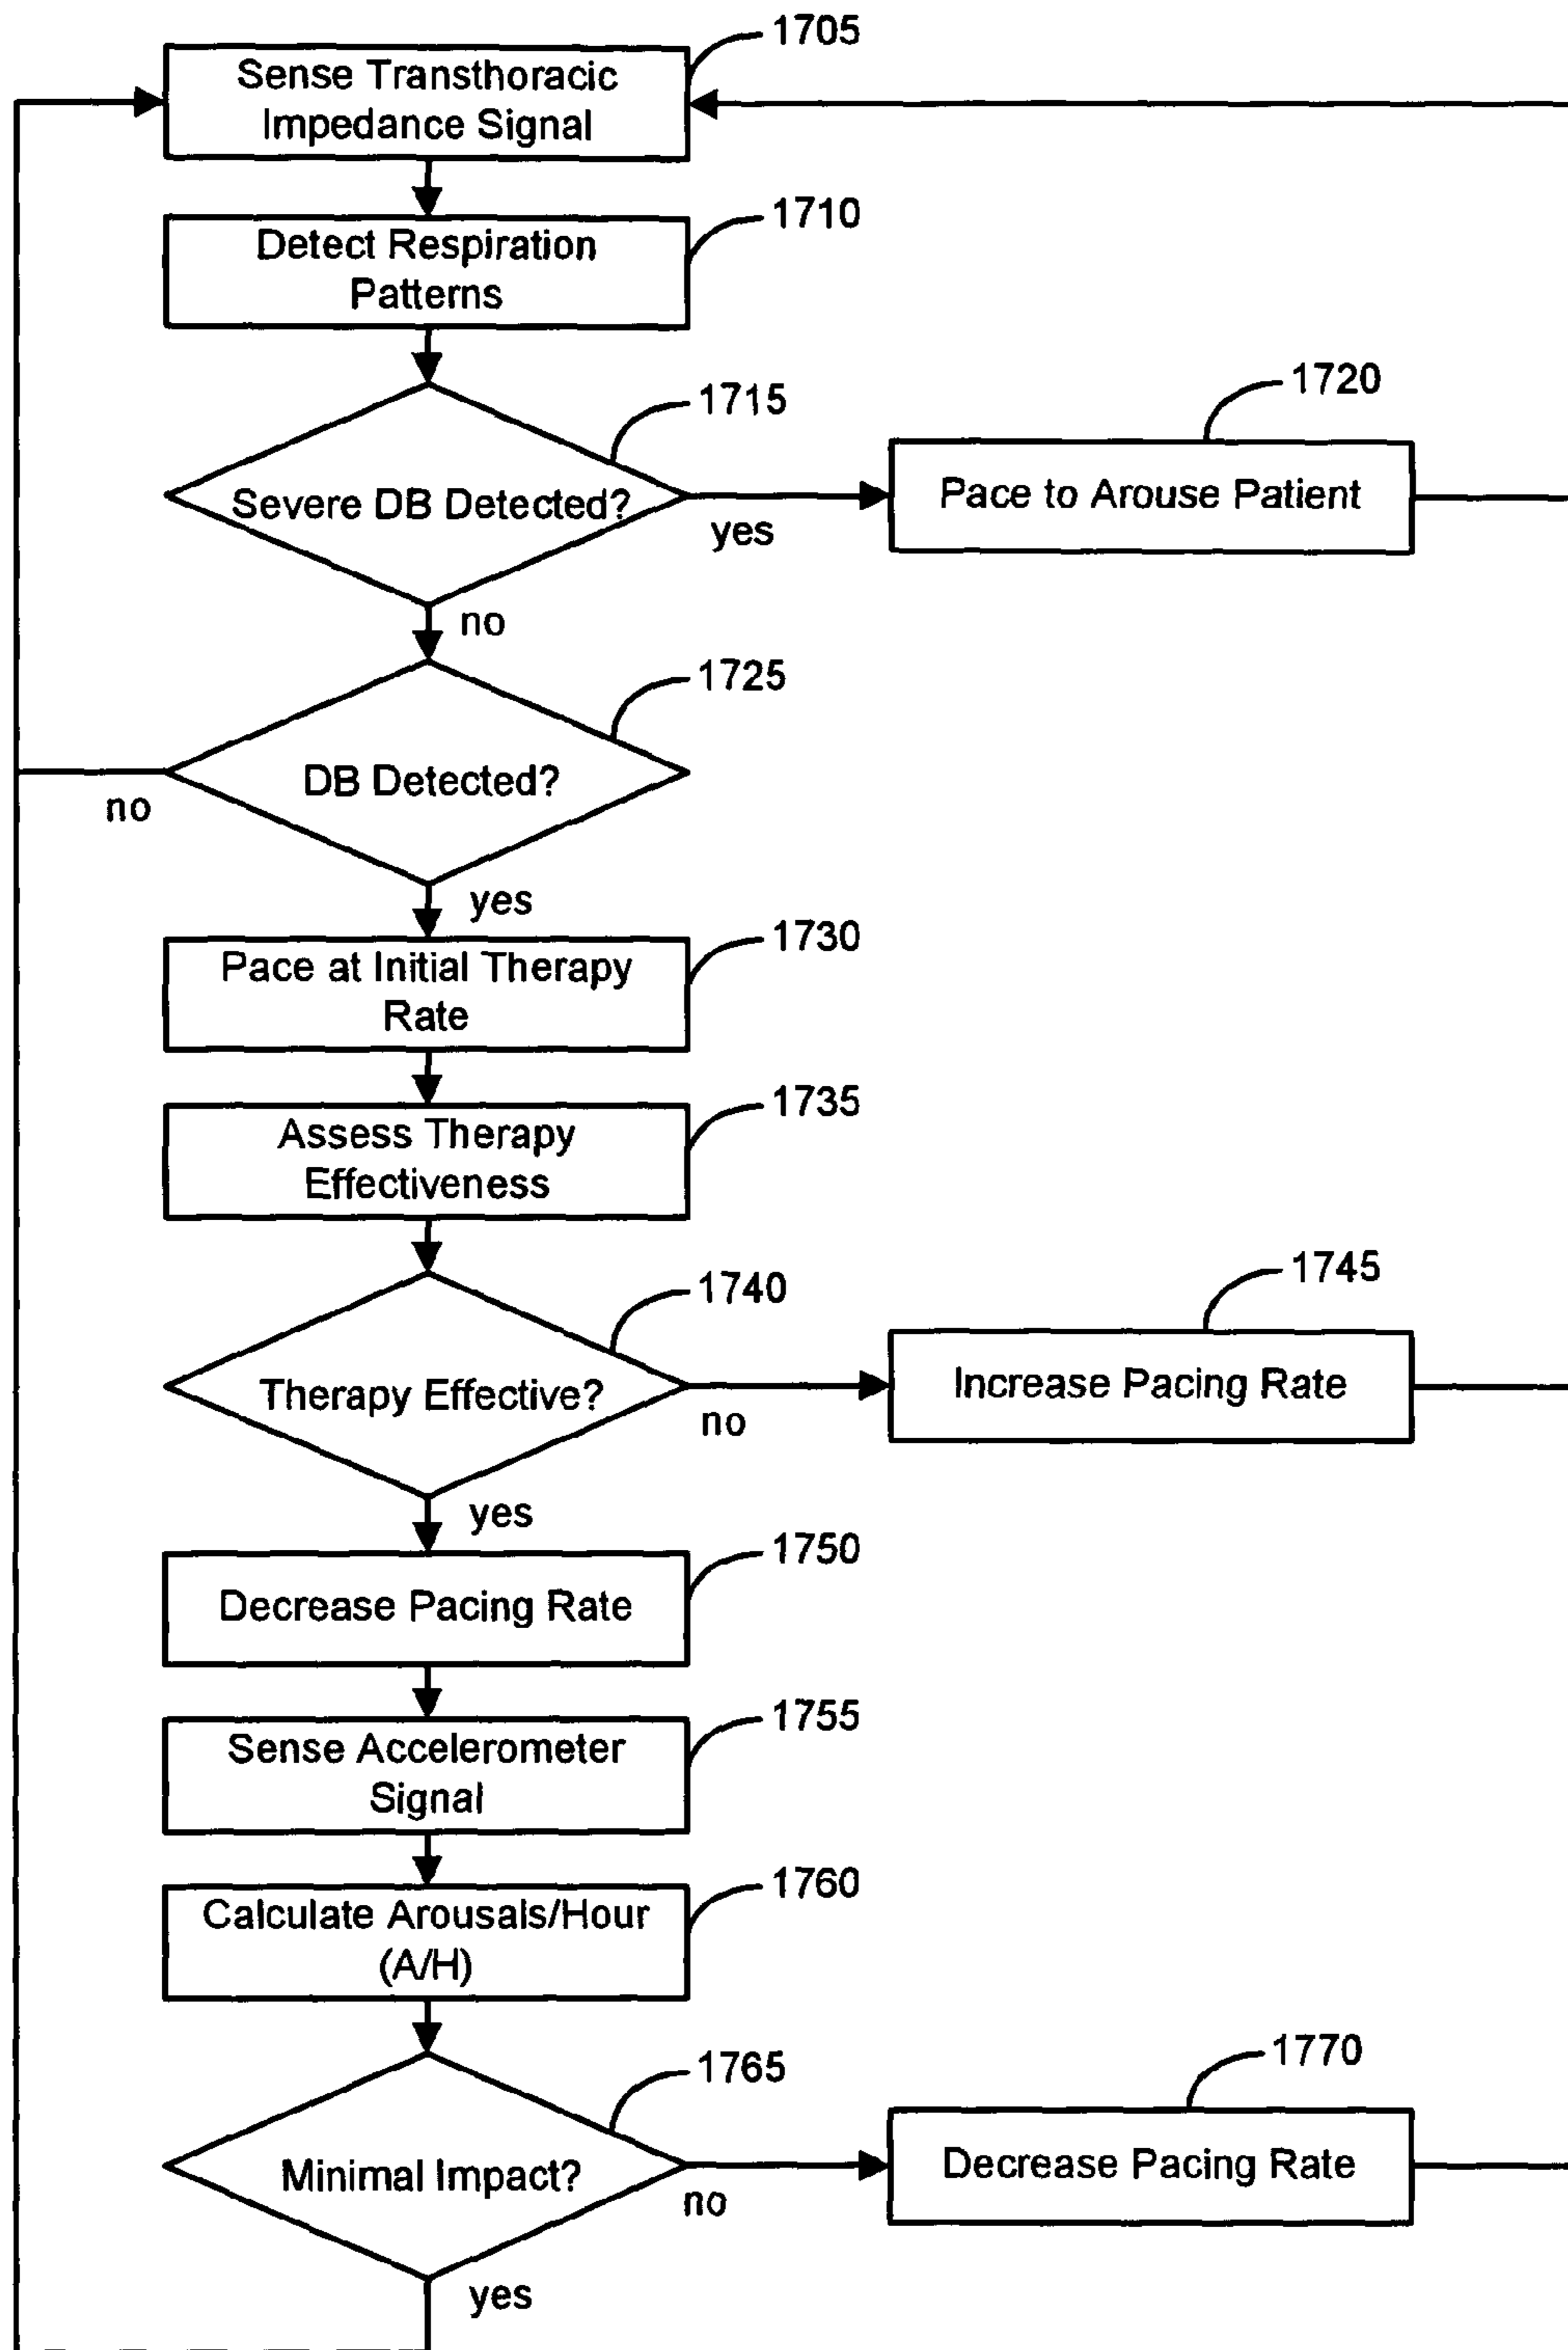 1705
Sense Transthoracic
Impedance Signal
1710
Detect Respiration
Patterns
1715
Severe DB Detected?
yes
1720
Pace to Arouse Patient
no
1725
DB Detected?
no
yes
1730
Pace at Initial Therapy
Rate
1735
Assess Therapy
Effectiveness
1740
Therapy Effective?
no
1745
Increase Pacing Rate
yes
1750
Decrease Pacing Rate
1755
Sense Accelerometer
Signal
1760
Calculate Arousals/Hour
(A/H)
1765
Minimal Impact?
no
1770
Decrease Pacing Rate
yes